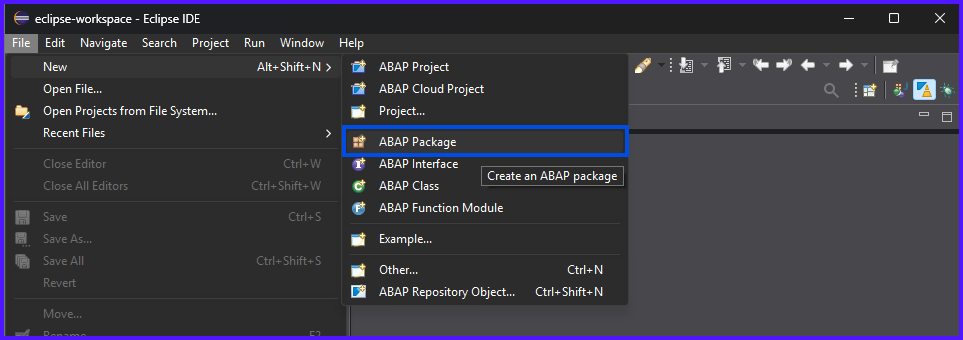 eclipse-workspace - Eclipse IDE
File Edit Navigate Search Project Run Window Help
New Alt+Shift+N
Open File...
Open Projects from File System...
Recent Files
Close Editor Ctrl+W
Close All Editors Ctrl+Shift+W
Save Ctrl+S
Save As...
Save All Ctrl+Shift+S
Revert
Move...
Rename... F2
ABAP Project
ABAP Cloud Project
Project...
ABAP Package
ABAP Interface
Create an ABAP package
ABAP Class
ABAP Function Module
Example...
Other... Ctrl+N
ABAP Repository Object... Ctrl+Shift+N